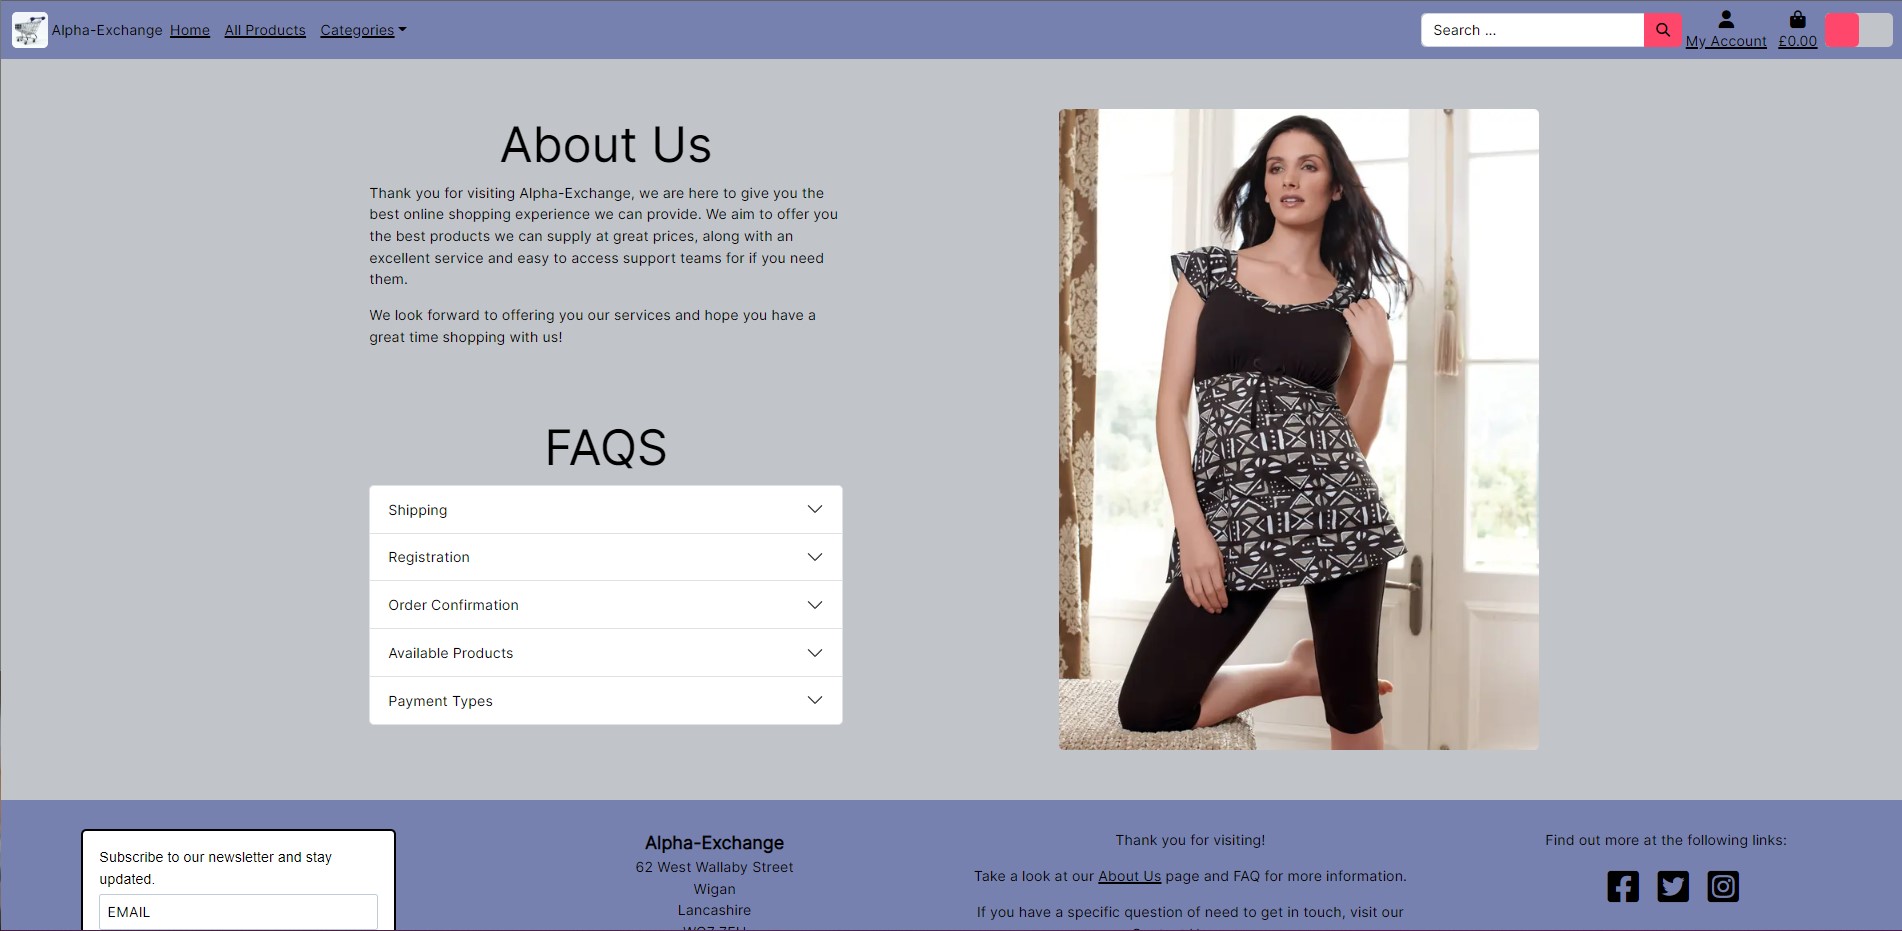 Alpha-Exchange Home All Products Categories
Search ...
My Account £0.00
About Us
Thank you for visiting Alpha-Exchange, we are here to give you the
best online shopping experience we can provide. We aim to offer you
the best products we can supply at great prices, along with an
excellent service and easy to access support teams for if you need
them.
We look forward to offering you our services and hope you have a
great time shopping with us!
FAQS
Shipping
Registration
Order Confirmation
Available Products
Payment Types
Subscribe to our newsletter and stay
updated.
EMAIL
Alpha-Exchange
62 West Wallaby Street
Wigan
Lancashire
Thank you for visiting!
Take a look at our About Us page and FAQ for more information.
If you have a specific question of need to get in touch, visit our
Find out more at the following links: